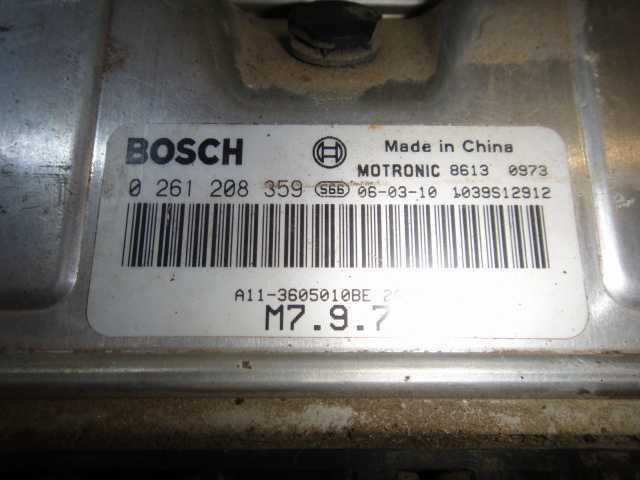 BOSCH Made in China
MOTRONIC 8613 0973
0 261 208 359 S66 06-03-10 1039S12912
A11-3605010BE
M7.9.7